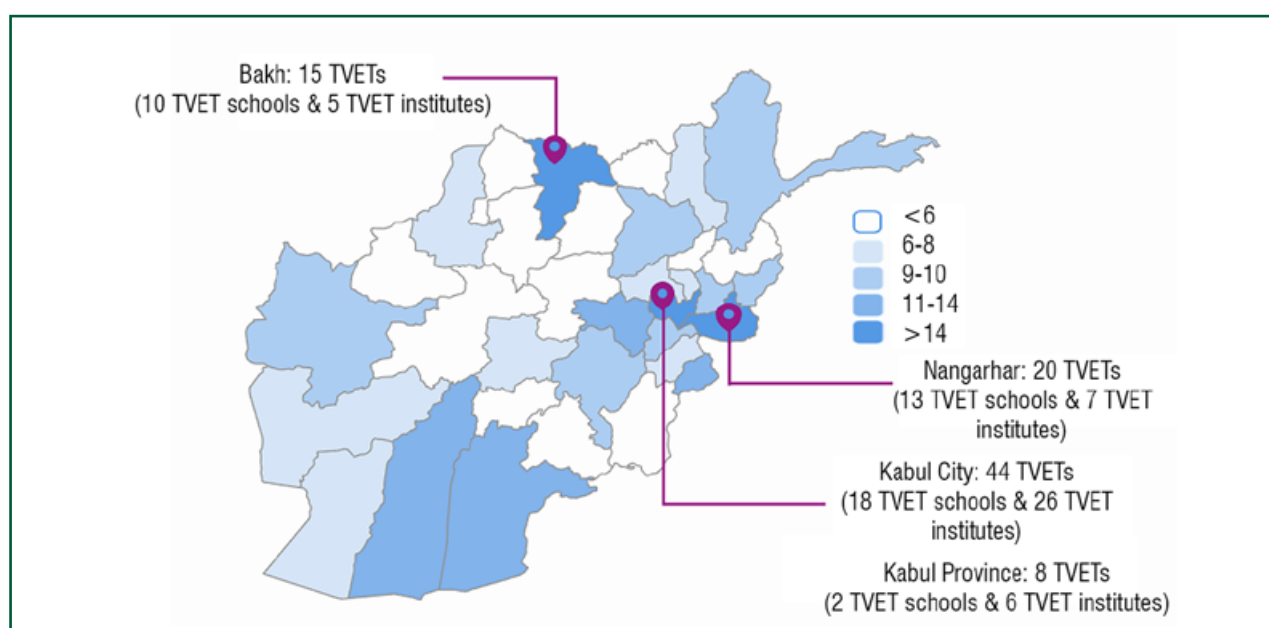 Bakh: 15 TVETs
(10 TVET schools & 5 TVET institutes)
<6
6-8
9-10
11-14
>14
Nangarhar: 20 TVETs
(13 TVET schools & 7 TVET
institutes)
Kabul City: 44 TVETs
(18 TVET schools & 26 TVET
institutes)
Kabul Province: 8 TVETs
(2 TVET schools & 6 TVET institutes)